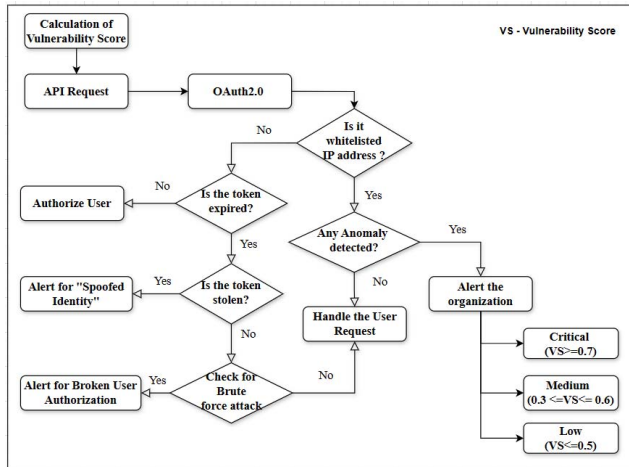 Calculation of
Vulnerability Score
VS - Vulnerability Score
API Request
OAuth2.0
Is it
whitelisted
IP address ?
No
Yes
Is the token
expired?
No
Authorize User
Yes
Any Anomaly
detected?
Yes
No
Is the token
stolen?
Yes
Alert for "Spoofed
Identity"
No
Alert the
organization
Handle the User
Request
Critical
(VS>=0.7)
Check for
Brute
force attack
Yes
No
Alert for Broken User
Authorization
Medium
(0.3 <=VS<= 0.6)
Low
(VS<=0.5)